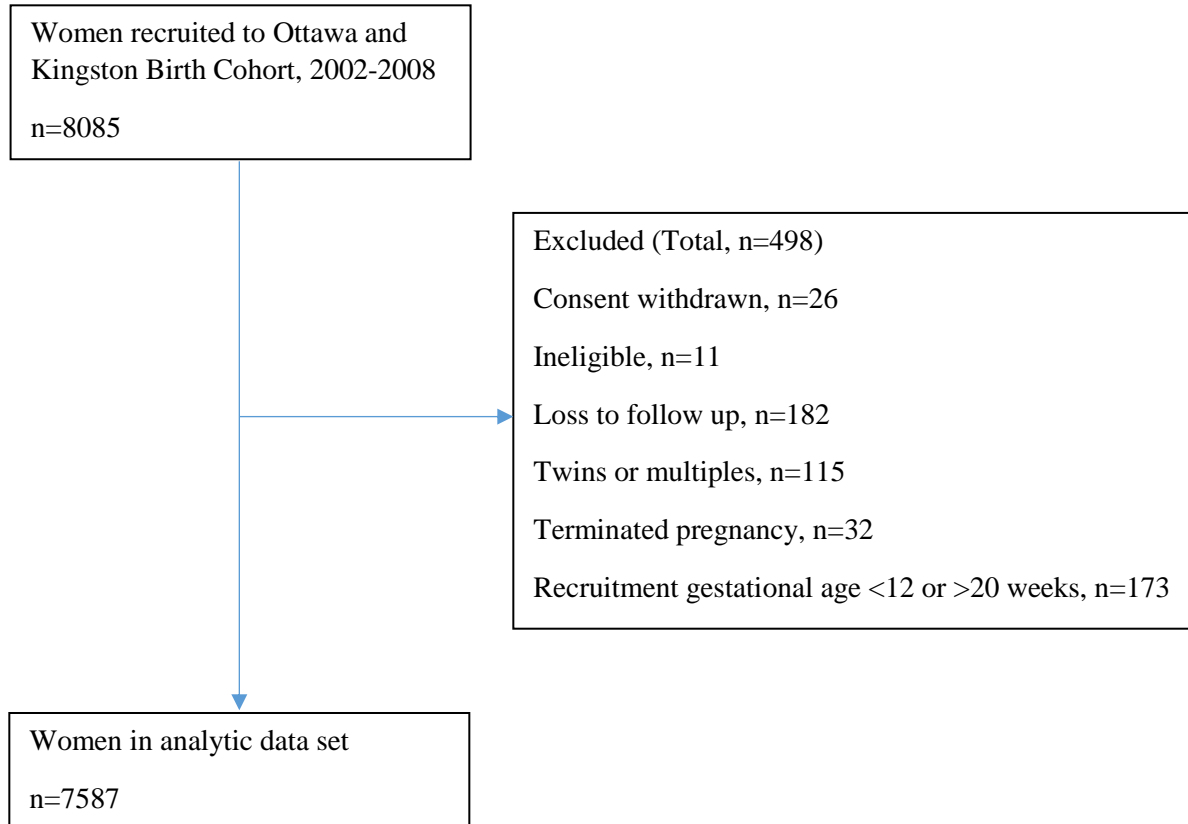 Women recruited to Ottawa and
Kingston Birth Cohort, 2002-2008
n=8085
Excluded (Total, n=498)
Consent withdrawn, n=26
Ineligible, n=11
Loss to follow up, n=182
Twins or multiples, n=115
Terminated pregnancy, n=32
Recruitment gestational age <12 or >20 weeks, n=173
Women in analytic data set
n=7587